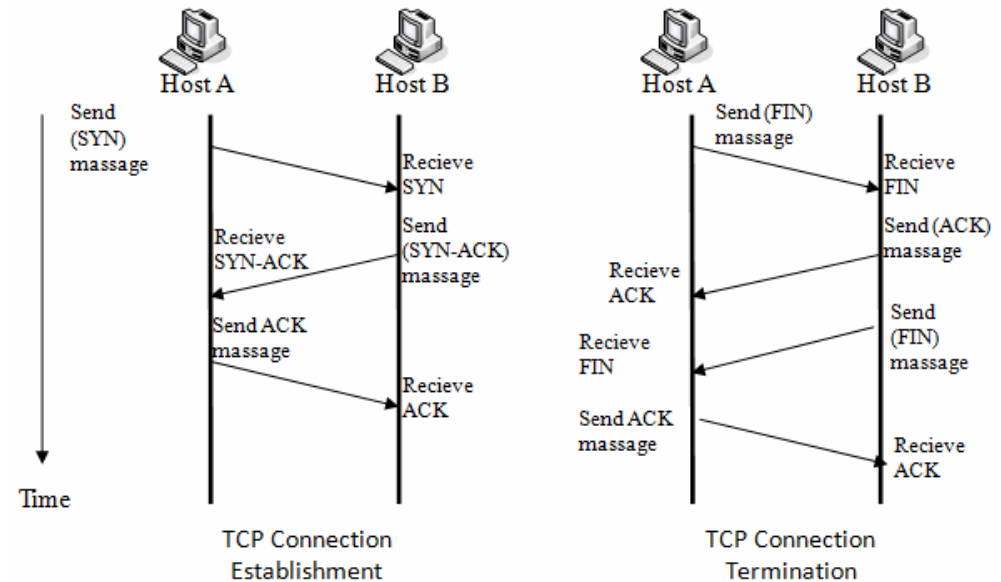 Host A
Host B
Send
(SYN)
massage
Recieve
SYN
Send
(SYN-ACK)
massage
Recieve
SYN-ACK
Send ACK
massage
Recieve
ACK
Time
TCP Connection
Establishment
Host A
Host B
Send (FIN)
massage
Recieve
FIN
Send (ACK)
massage
Recieve
ACK
Send
(FIN)
massage
Recieve
FIN
Send ACK
massage
Recieve
ACK
TCP Connection
Termination